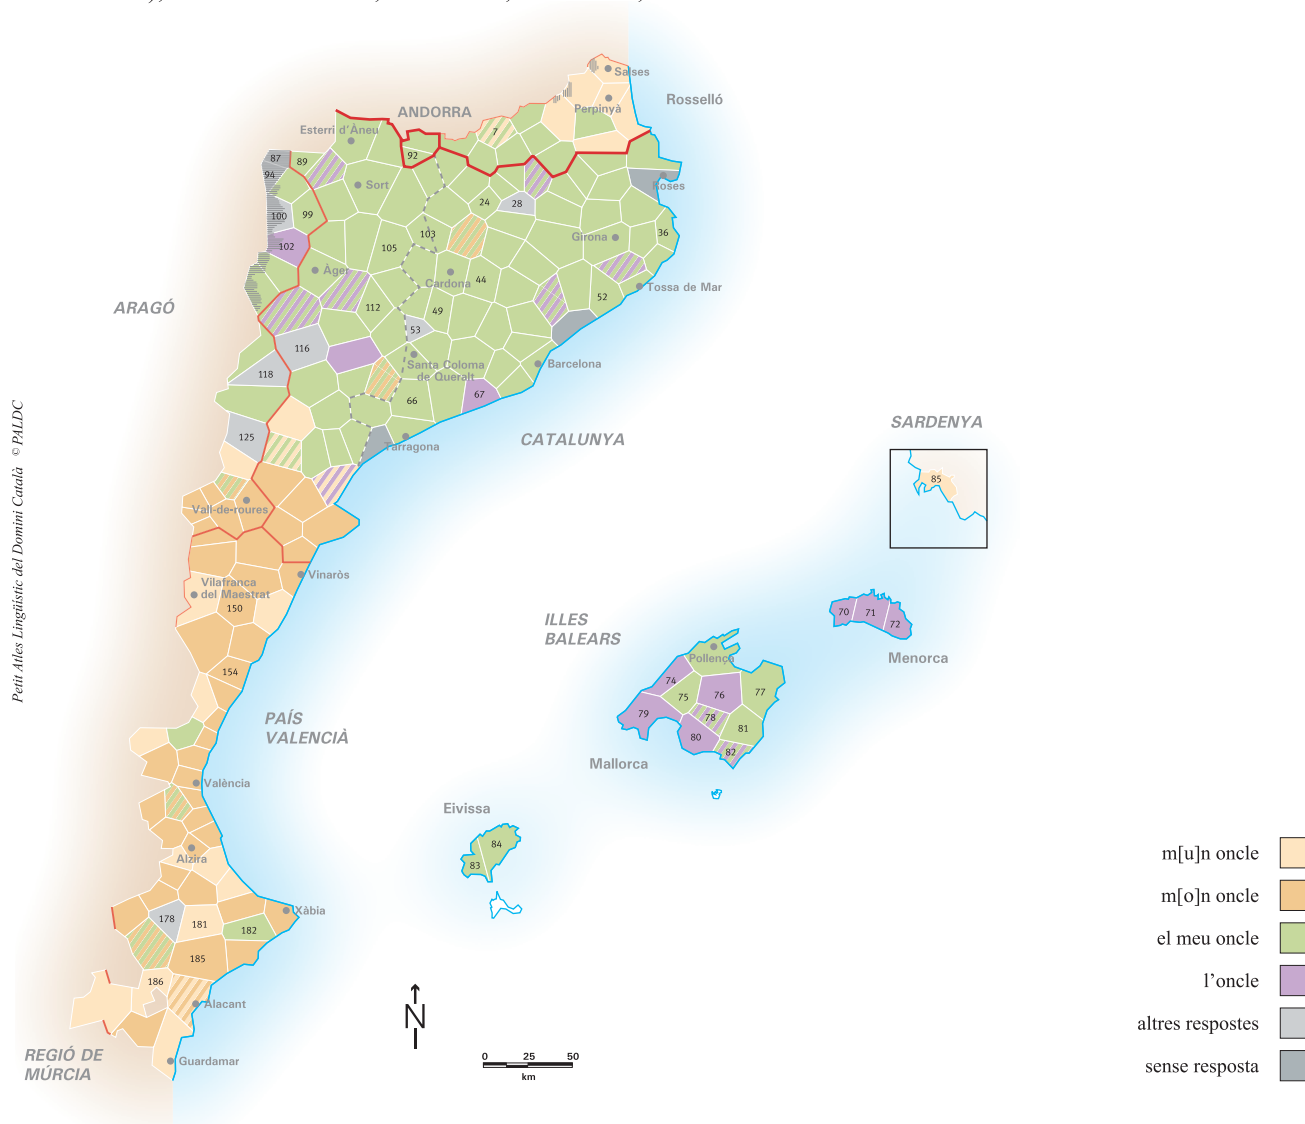 Salses
Rosselló
Perpinyà
ANDORRA
Esterri d'Àneu
7
92
87
89
94
Sort
Roses
24
28
100
99
36
103
Girona
102
105
Àger
Cardona
44
Tossa de Mar
52
ARAGÓ
112
49
53
116
Santa Coloma
de Queralt
Barcelona
118
67
66
125
Tarragona
CATALUNYA
SARDENYA
85
Vall-de-roures
Petit Atles Lingüístic del Domini Català © PALDC
Vinaròs
Vilafranca
del Maestrat
150
ILLES
BALEARS
70
71
72
Menorca
154
Pollença
74
75
76
77
79
78
81
80
82
Mallorca
PAÍS
VALENCIÀ
València
Eivissa
84
83
Alzira
Xàbia
178
181
182
185
186
Alacant
N
REGIÓ DE
MÚRCIA
Guardamar
0 25 50
km
m[u]n oncle
m[o]n oncle
el meu oncle
l'oncle
altres respostes
sense resposta